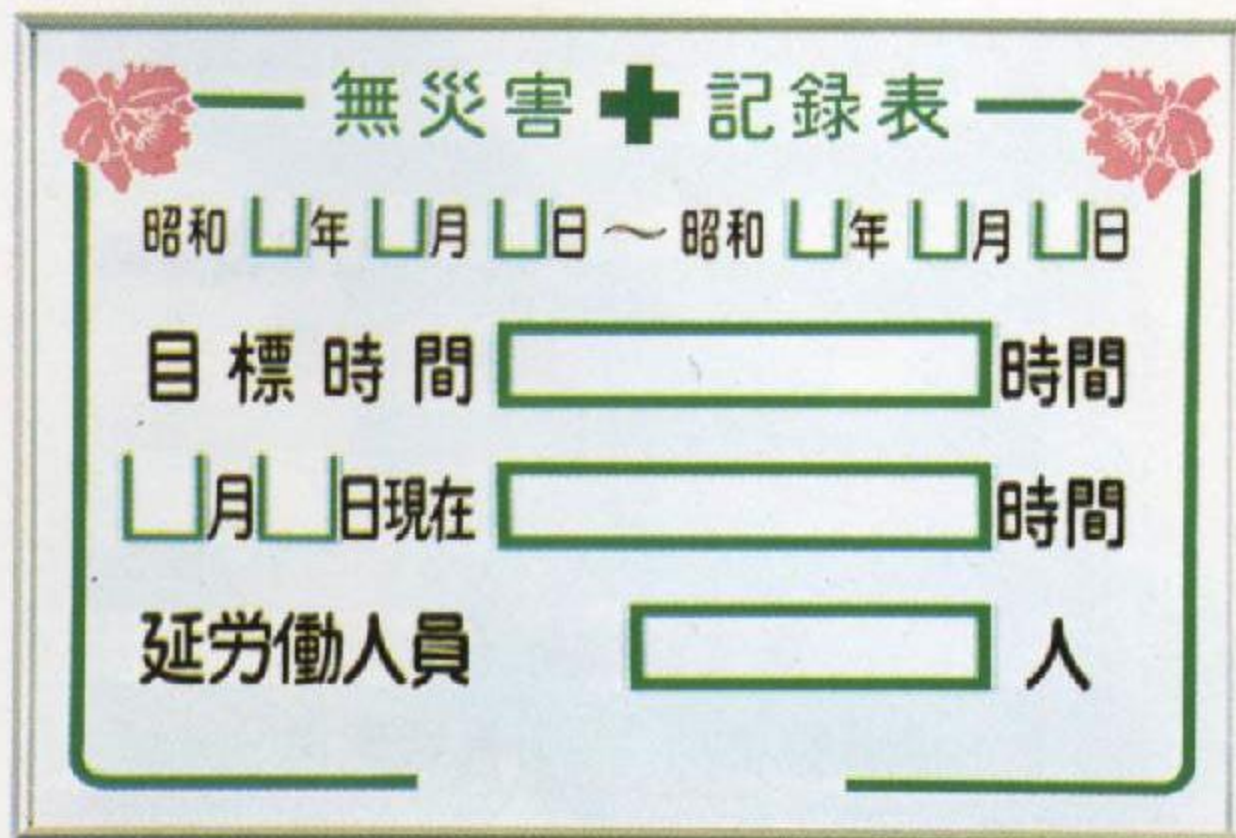 無災害✚記録表
昭和 年 月 日～昭和 年 月 日
目標時間 時間
月 日現在 時間
延労働人員 人